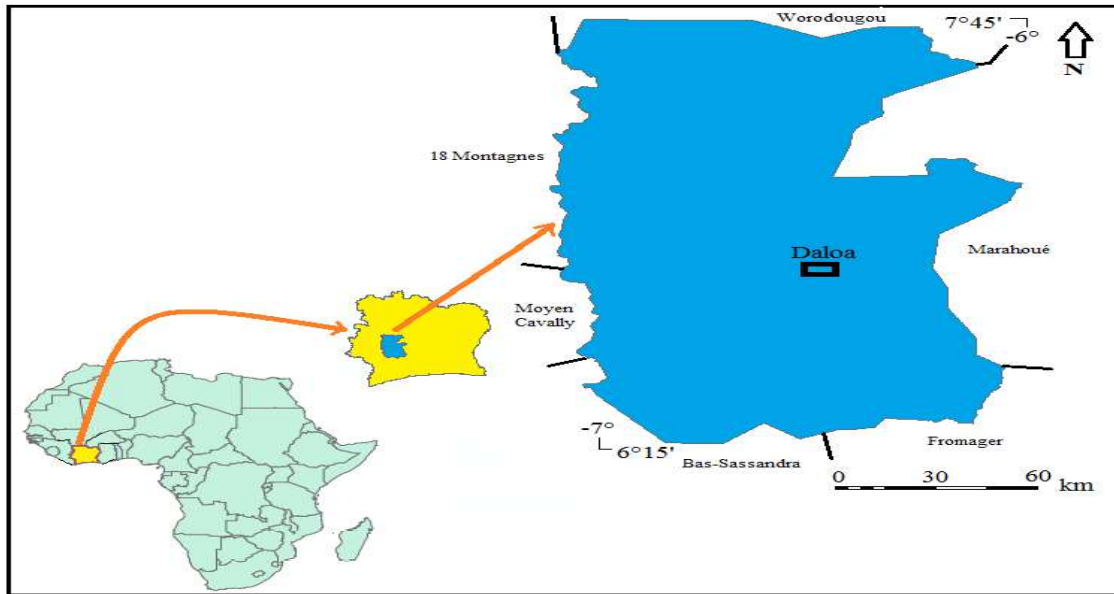 Worodougou
7°45'
-6°
N
18 Montagnes
Daloa
Marahoué
Moyen
Cavally
-7°
6°15'
Bas-Sassandra
Fromager
0 30 60
km